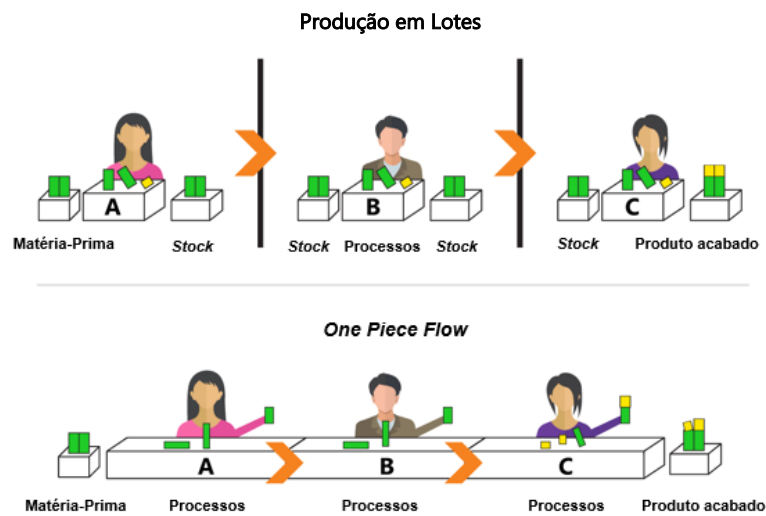 Produção em Lotes
A
B
C
Matéria-Prima Stock Stock Processos Stock Stock Produto acabado
One Piece Flow
A
B
C
Matéria-Prima Processos Processos Processos Produto acabado